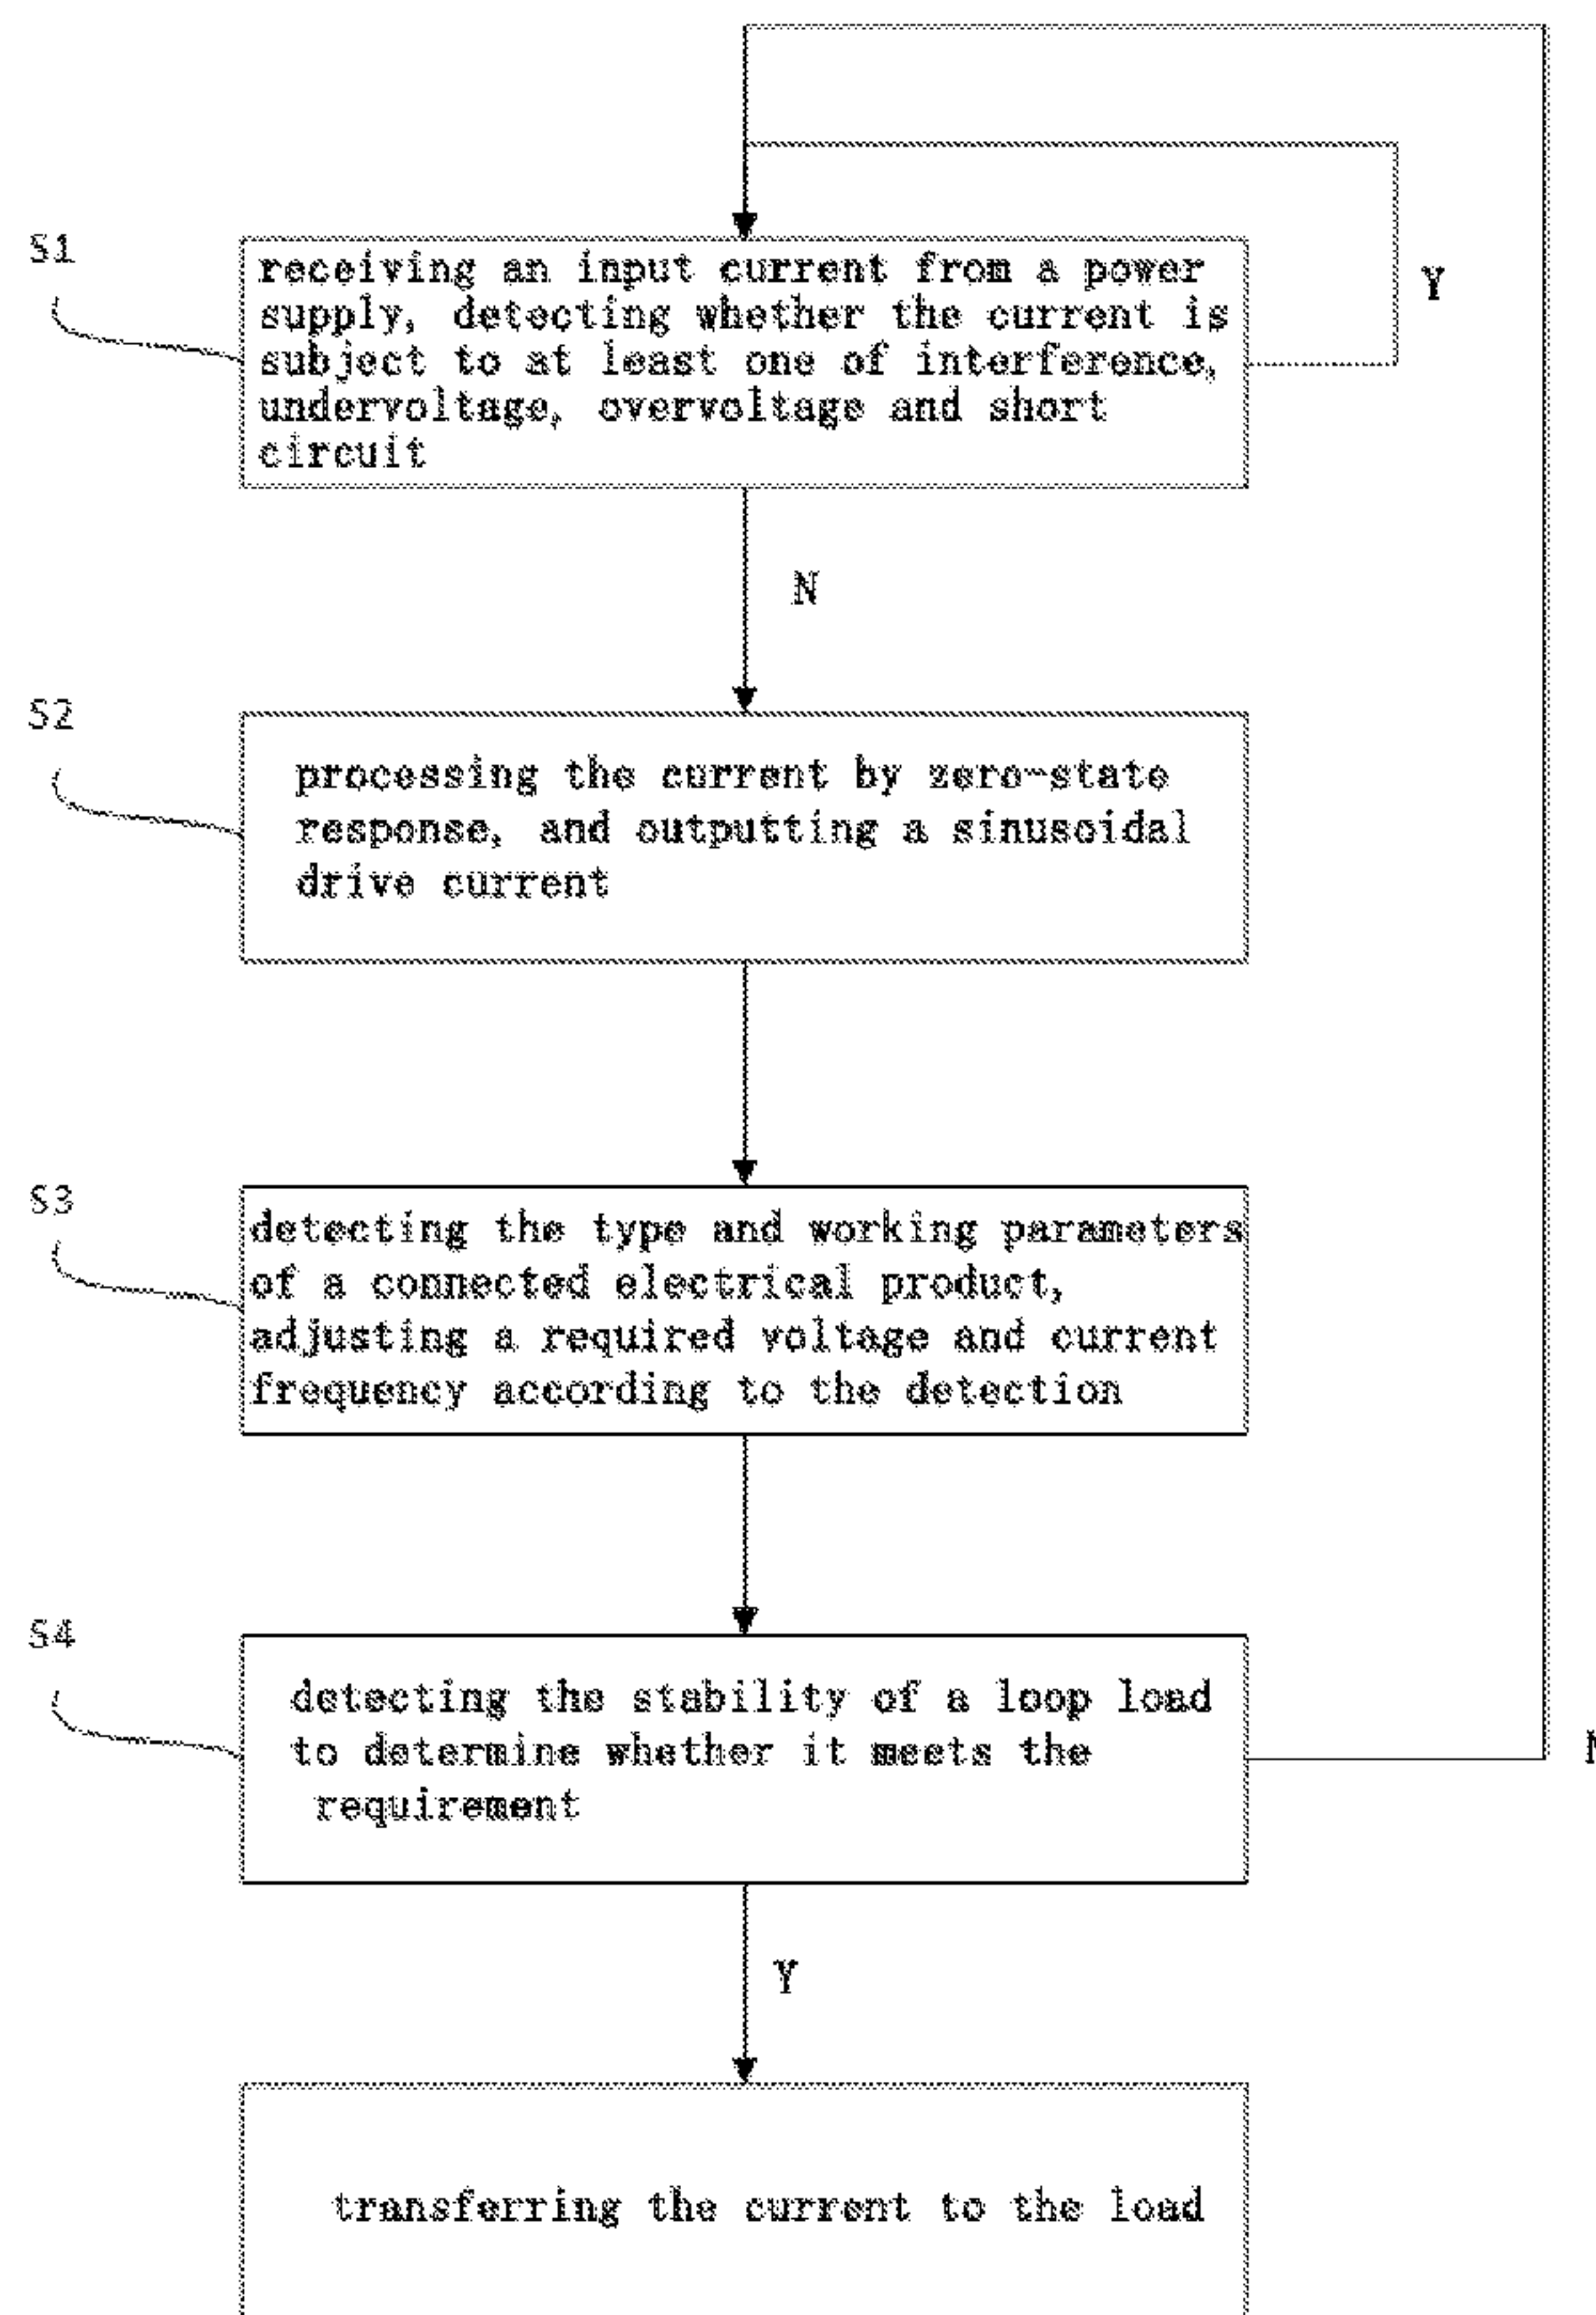 S1
receiving an input current from a power
supply, detecting whether the current is
subject to at least one of interference,
undervoltage, overvoltage and short
circuit
Y
N
S2
processing the current by zero-state
response, and outputting a sinusoidal
drive current
S3
detecting the type and working parameters
of a connected electrical product,
adjusting a required voltage and current
frequency according to the detection
S4
detecting the stability of a loop load
to determine whether it meets the
requirement
Y
transferring the current to the load